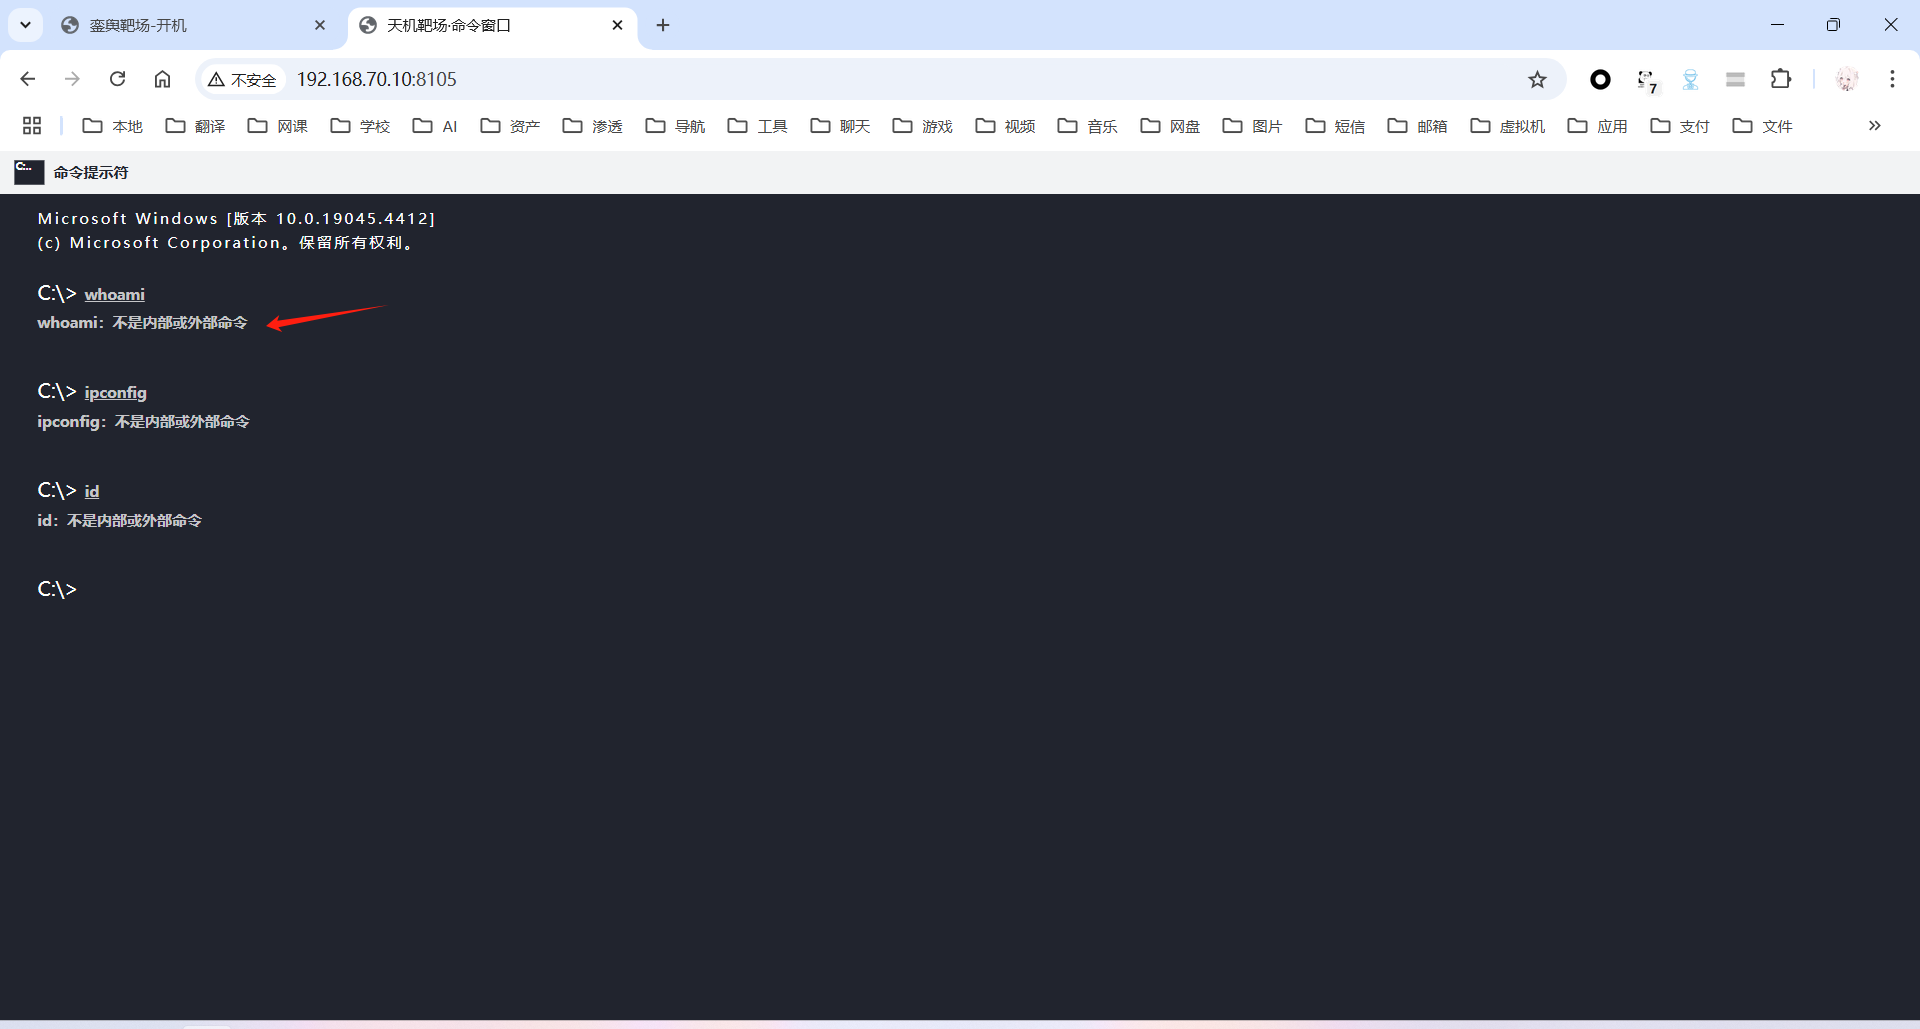 銮舆靶场-开机
天机靶场·命令窗口
不安全
192.168.70.10:8105
7
本地
翻译
网课
学校
AI
资产
渗透
导航
工具
聊天
游戏
视频
音乐
网盘
图片
短信
邮箱
虚拟机
应用
支付
文件
C:\...
命令提示符
Microsoft Windows [版本 10.0.19045.4412]
(c) Microsoft Corporation。保留所有权利。
C:\> whoami
whoami：不是内部或外部命令
C:\> ipconfig
ipconfig：不是内部或外部命令
C:\> id
id：不是内部或外部命令
C:\>